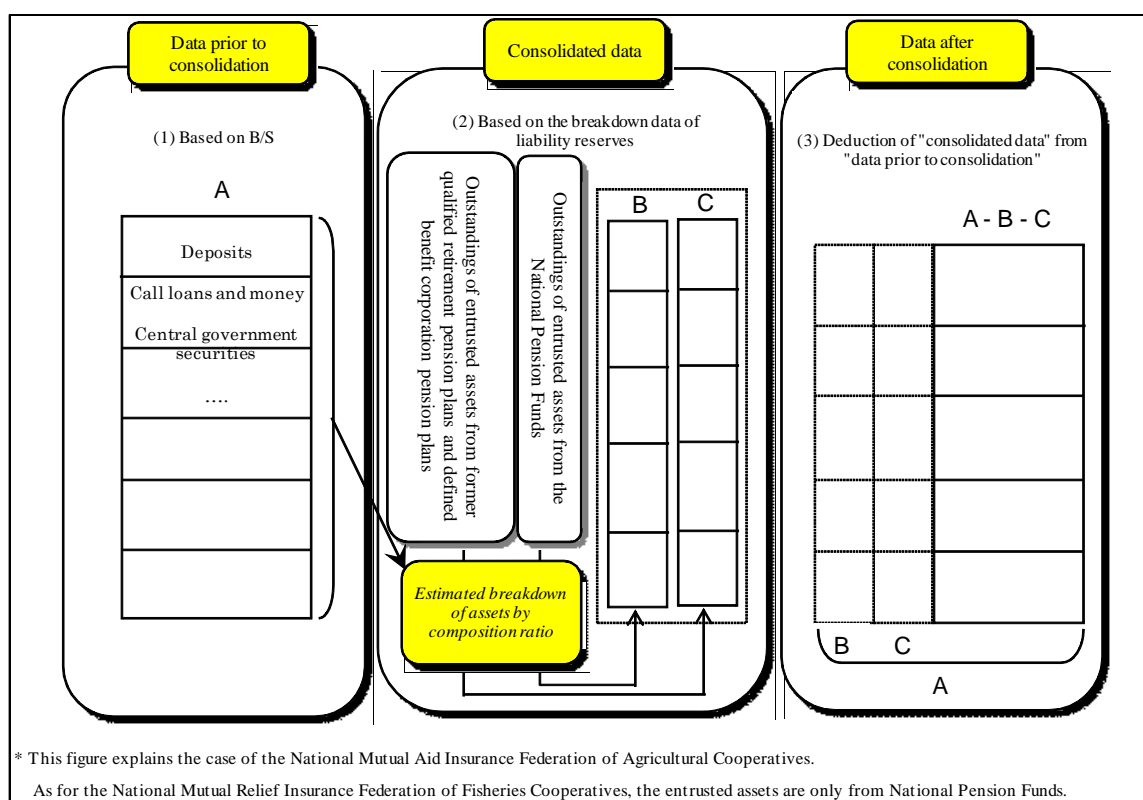 Data prior to
consolidation
(1) Based on B/S
A
Deposits
Call loans and money
Central government
securities
....
Consolidated data
(2) Based on the breakdown data of
liability reserves
Outstandings of entrusted assets from former
qualified retirement pension plans and defined
benefit corporation pension plans
Outstandings of entrusted assets from the
National Pension Funds
B
C
Estimated breakdown
of assets by
composition ratio
Data after
consolidation
(3) Deduction of "consolidated data" from
"data prior to consolidation"
A - B - C
B
C
A
* This figure explains the case of the National Mutual Aid Insurance Federation of Agricultural Cooperatives.
As for the National Mutual Relief Insurance Federation of Fisheries Cooperatives, the entrusted assets are only from National Pension Funds.